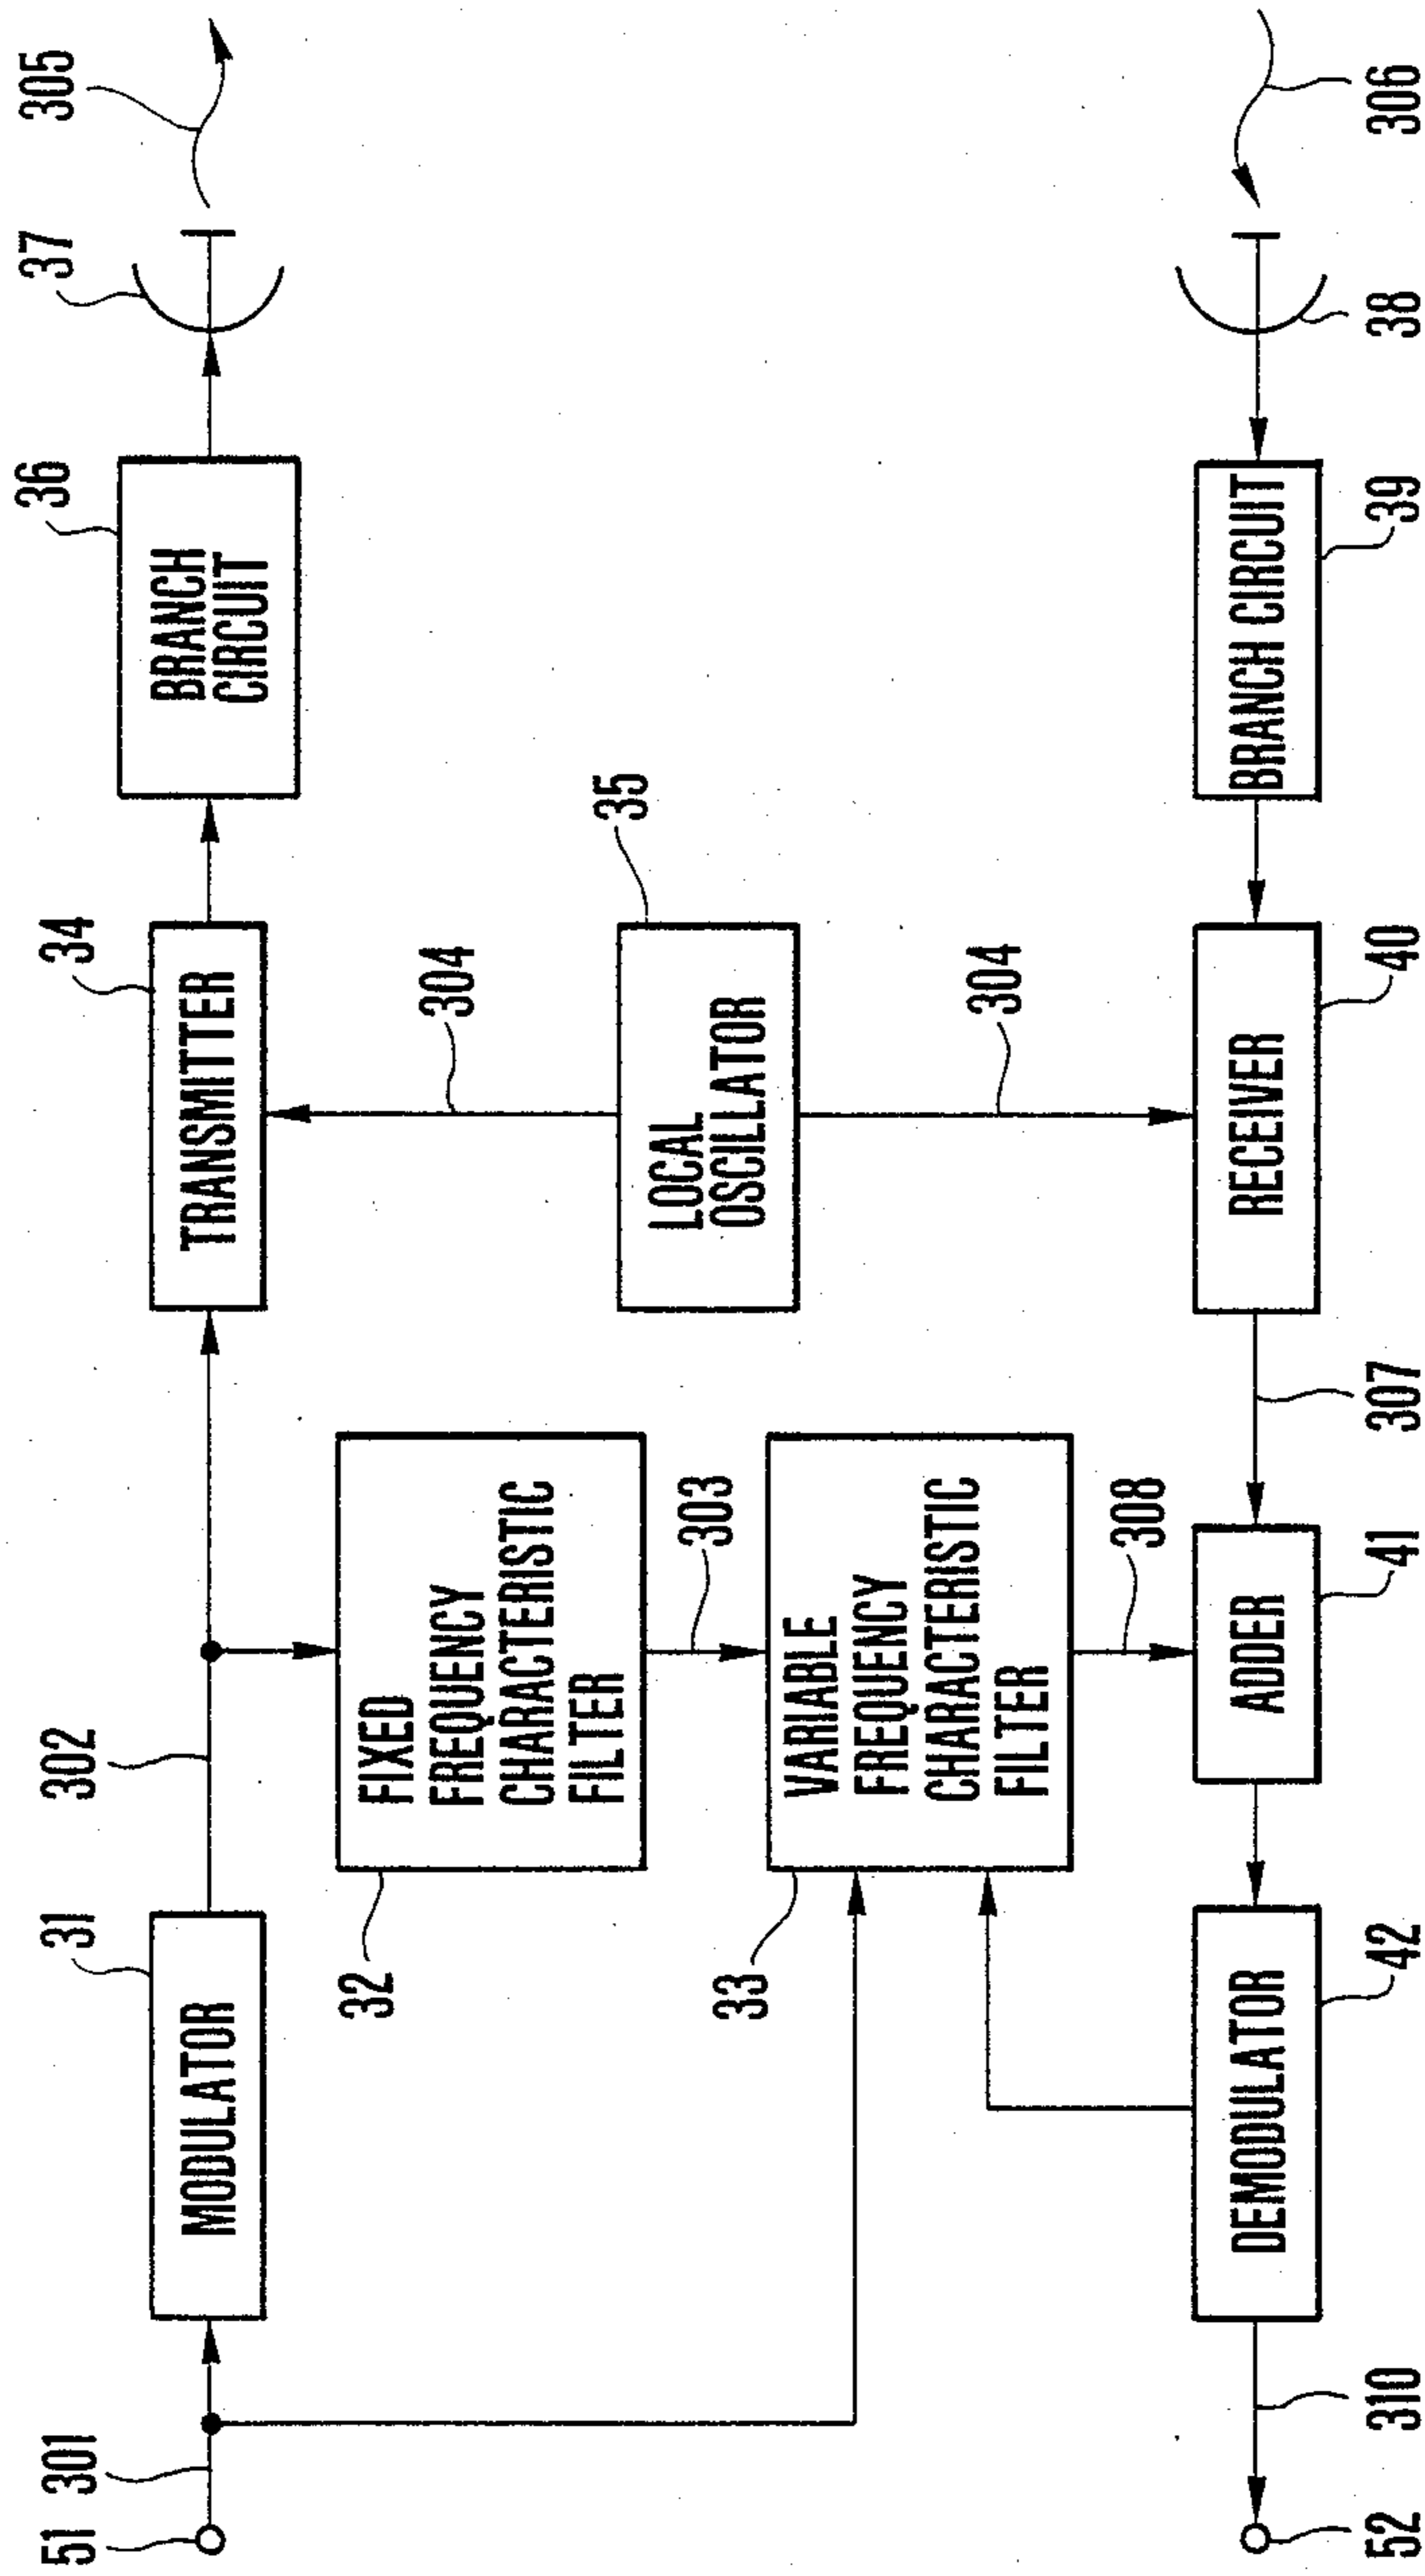 51
301
MODULATOR
31
302
TRANSMITTER
34
BRANCH
CIRCUIT
36
37
305
FIXED
FREQUENCY
CHARACTERISTIC
FILTER
32
303
VARIABLE
FREQUENCY
CHARACTERISTIC
FILTER
33
308
304
LOCAL
OSCILLATOR
35
304
52
310
DEMODULATOR
42
ADDER
41
307
RECEIVER
40
BRANCH CIRCUIT
39
38
306